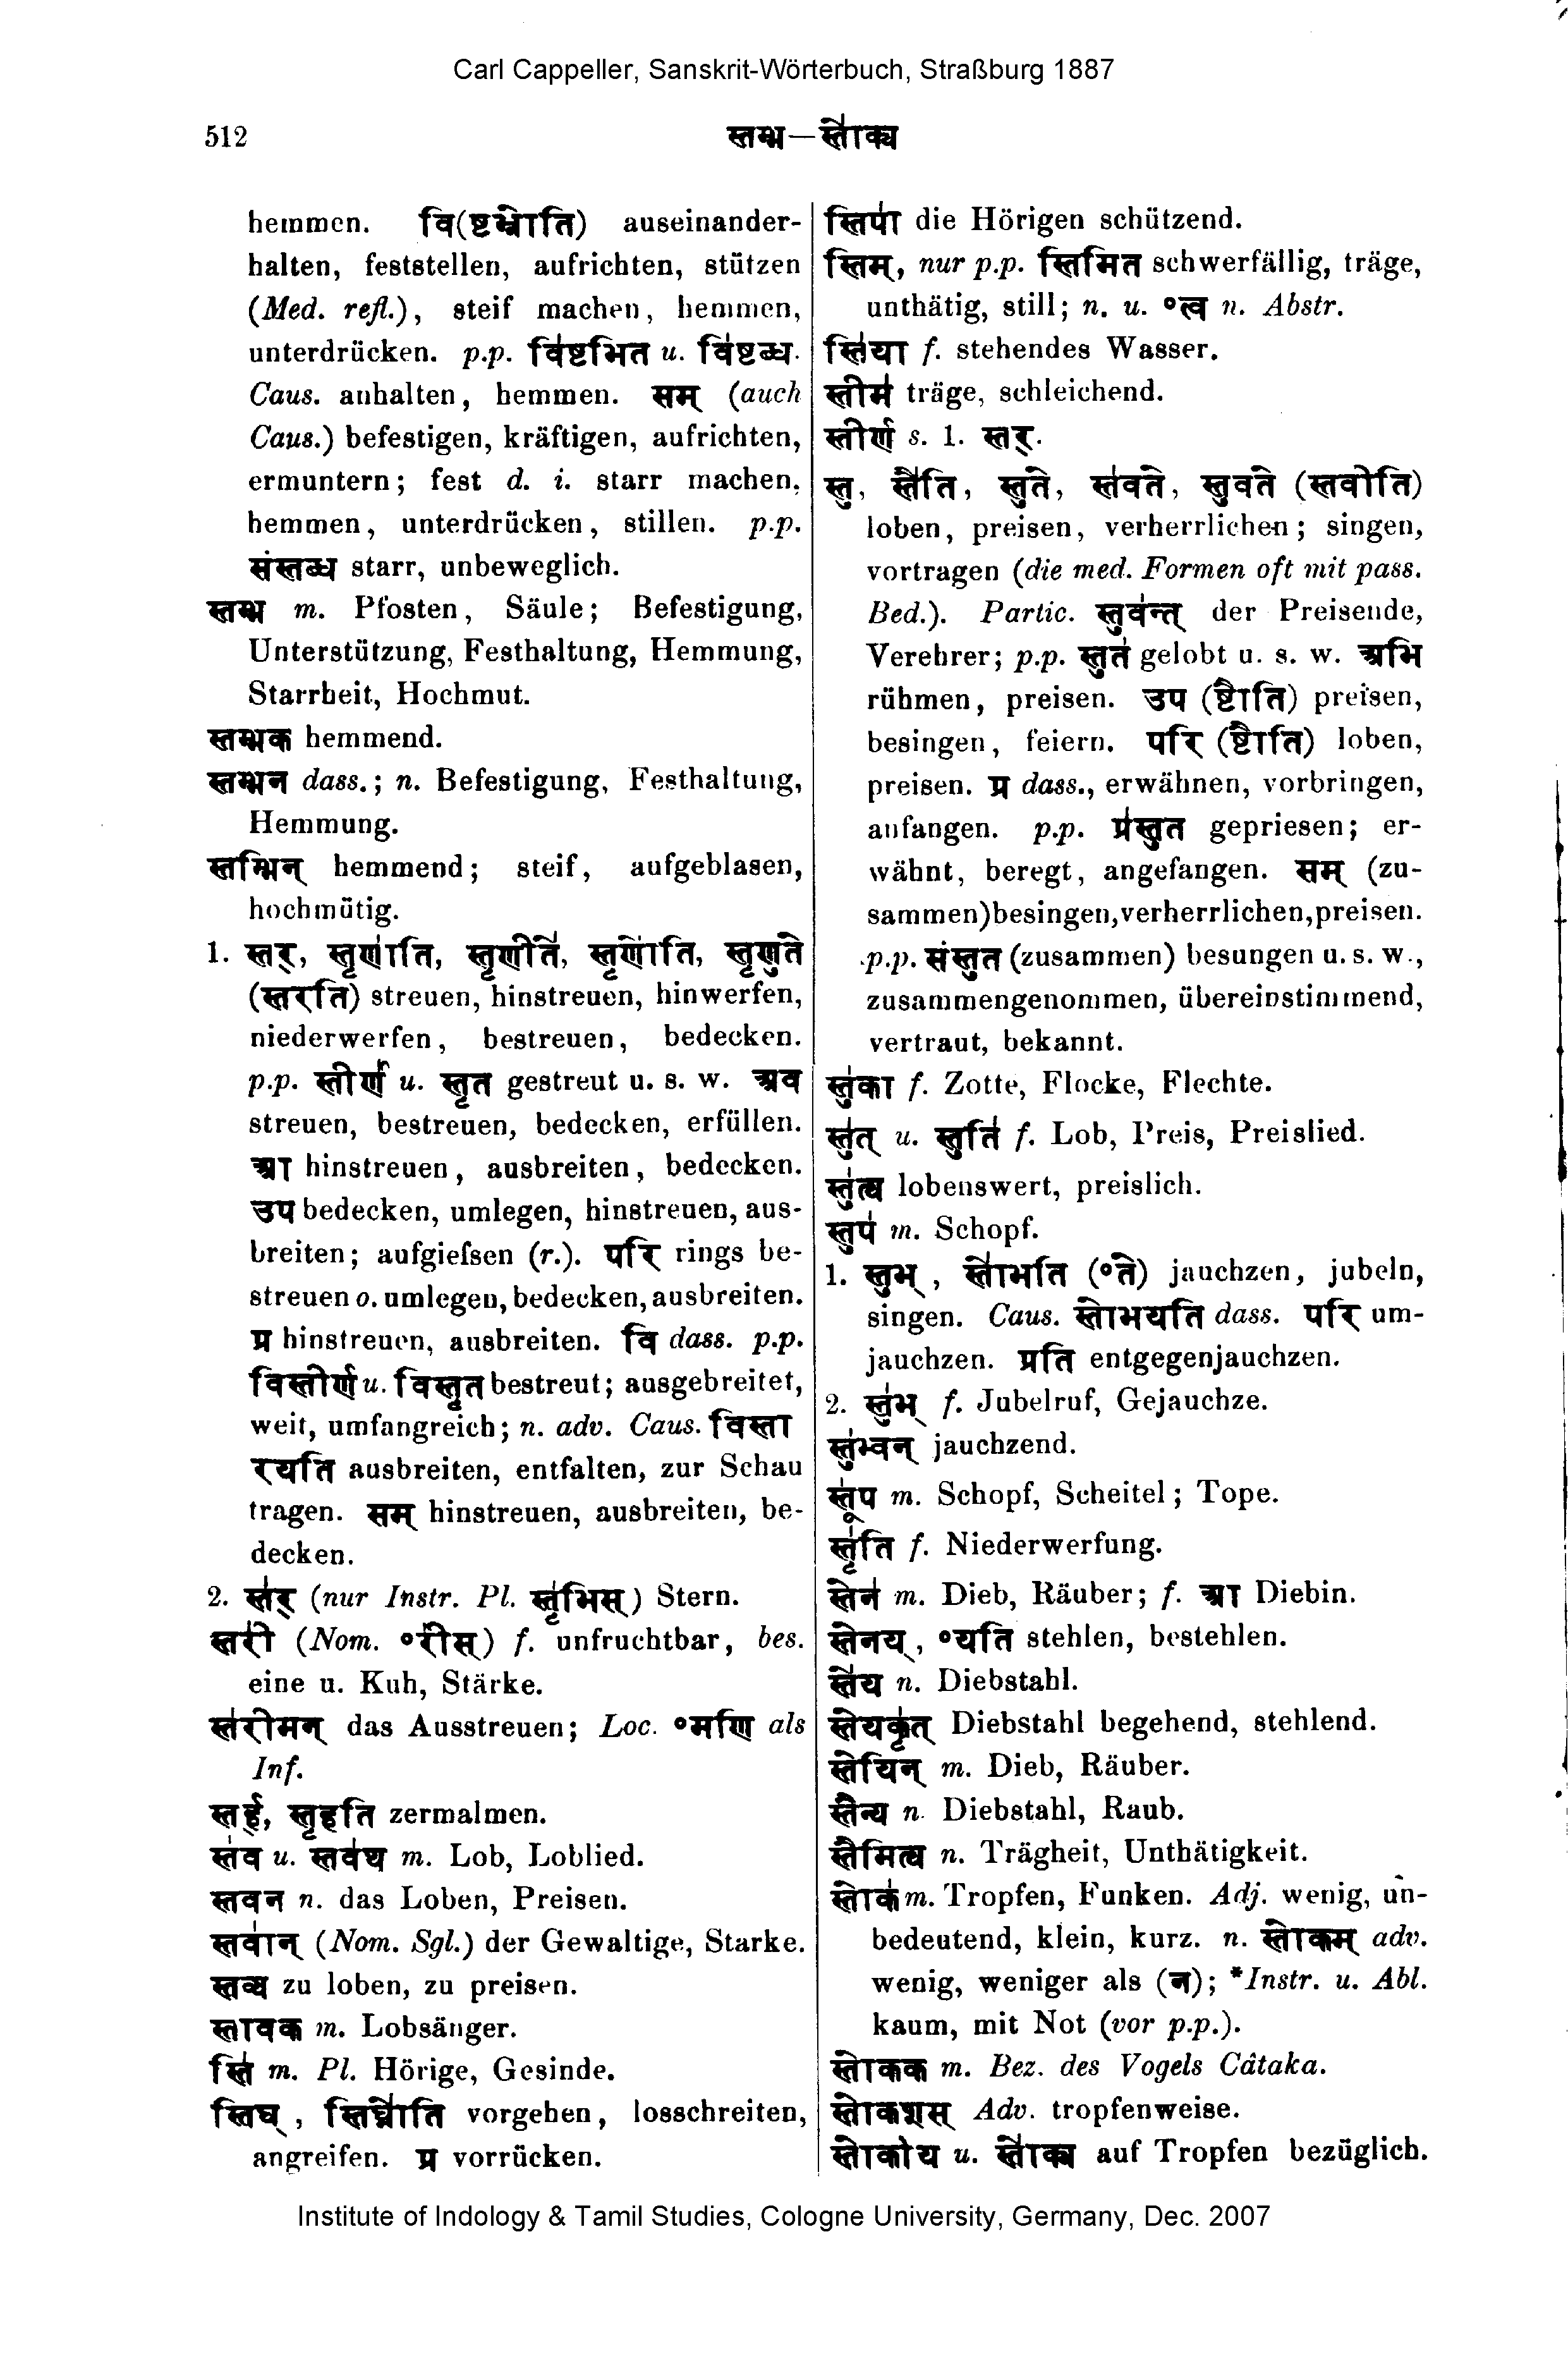 Carl Cappeller, Sanskrit-Wörterbuch, Straßburg 1887
512
स्तम्भ—स्तोक्य
hemmen. वि(ष्टभ्नोति) auseinander-
halten, feststellen, aufrichten, stützen
(Med. refl.), steif machen, hemmen,
unterdrücken. p.p. विष्टभित u. विष्टब्ध.
Caus. anhalten, hemmen. सम् (auch
Caus.) befestigen, kräftigen, aufrichten,
ermuntern; fest d. i. starr machen,
hemmen, unterdrücken, stillen. p.p.
संस्तब्ध starr, unbeweglich.
स्तम्भ m. Pfosten, Säule; Befestigung,
Unterstützung, Festhaltung, Hemmung,
Starrheit, Hochmut.
स्तम्भक hemmend.
स्तम्भन dass.; n. Befestigung, Festhaltung,
Hemmung.
स्तम्भिन् hemmend; steif, aufgeblasen,
hochmütig.
1. स्तर्, स्तृणाति, स्तृणीते, स्तृणोति, स्तृणुते
(स्तरति) streuen, hinstreuen, hinwerfen,
niederwerfen, bestreuen, bedecken.
p.p. स्तीर्ण u. स्तृत gestreut u. s. w. अव
streuen, bestreuen, bedecken, erfüllen.
आ hinstreuen, ausbreiten, bedecken.
उप bedecken, umlegen, hinstreuen, aus-
breiten; aufgiefsen (r.). परि rings be-
streuen o. umlegen, bedecken, ausbreiten.
प्र hinstreuen, ausbreiten. वि dass. p.p.
विस्तीर्ण u. विस्तृत bestreut; ausgebreitet,
weit, umfangreich; n. adv. Caus. विस्ता
रयति ausbreiten, entfalten, zur Schau
tragen. सम् hinstreuen, ausbreiten, be-
decken.
2. स्तर् (nur Instr. Pl. स्तृभिस्) Stern.
स्तरी (Nom. °रीस्) f. unfruchtbar, bes.
eine u. Kuh, Stärke.
स्तरीमन् das Ausstreuen; Loc. °मणि als
Inf.
स्तर्ह्, स्तृहति zermalmen.
स्तव u. स्तवथ m. Lob, Loblied.
स्तवन n. das Loben, Preisen.
स्तवान् (Nom. Sgl.) der Gewaltige, Starke.
स्तव्य zu loben, zu preisen.
स्तावक m. Lobsänger.
स्ति m. Pl. Hörige, Gesinde.
स्तिघ्, स्तिघ्नोति vorgehen, losschreiten,
angreifen. प्र vorrücken.
स्तिपा die Hörigen schützend.
स्तिम्, nur p.p. स्तिमित schwerfällig, träge,
unthätig, still; n. u. °त्व n. Abstr.
स्तिया f. stehendes Wasser.
स्तीम träge, schleichend.
स्तीर्ण s. 1. स्तर्.
स्तु, स्तौति, स्तुते, स्तवते, स्तुवते (स्तवोति)
loben, preisen, verherrlichen; singen,
vortragen (die med. Formen oft mit pass.
Bed.). Partic. स्तुवन्त् der Preisende,
Verehrer; p.p. स्तुत gelobt u. s. w. अभि
rühmen, preisen. उप (ष्टौति) preisen,
besingen, feiern. परि (ष्टौति) loben,
preisen. प्र dass., erwähnen, vorbringen,
anfangen. p.p. प्रस्तुत gepriesen; er-
wähnt, beregt, angefangen. सम् (zu-
sammen) besingen, verherrlichen, preisen.
p.p. संस्तुत (zusammen) besungen u. s. w.,
zusammengenommen, übereinstimmend,
vertraut, bekannt.
स्तुका f. Zotte, Flocke, Flechte.
स्तुत् u. स्तुति f. Lob, Preis, Preislied.
स्तुत्य lobenswert, preislich.
स्तुप m. Schopf.
1. स्तुभ्, स्तोभति (°ते) jauchzen, jubeln,
singen. Caus. स्तोभयति dass. परि um-
jauchzen. प्रति entgegenjauchzen.
2. स्तुभ् f. Jubelruf, Gejauchze.
स्तुभ्वन् jauchzend.
स्तूप m. Schopf, Scheitel; Tope.
स्तृति f. Niederwerfung.
स्तेन m. Dieb, Räuber; f. आ Diebin.
स्तेनय्, °यति stehlen, bestehlen.
स्तेय n. Diebstahl.
स्तेयकृत् Diebstahl begehend, stehlend.
स्तेयिन् m. Dieb, Räuber.
स्तैन्य n. Diebstahl, Raub.
स्तैमित्य n. Trägheit, Unthätigkeit.
स्तोक m. Tropfen, Funken. Adj. wenig, un-
bedeutend, klein, kurz. n. स्तोकम् adv.
wenig, weniger als (न); *Instr. u. Abl.
kaum, mit Not (vor p.p.).
स्तोकक m. Bez. des Vogels Câtaka.
स्तोकशस् Adv. tropfenweise.
स्तोकीय u. स्तोक्य auf Tropfen bezüglich.
Institute of Indology & Tamil Studies, Cologne University, Germany, Dec. 2007